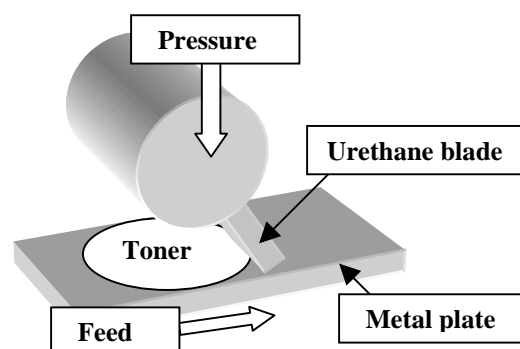 Pressure
Urethane blade
Toner
Metal plate
Feed